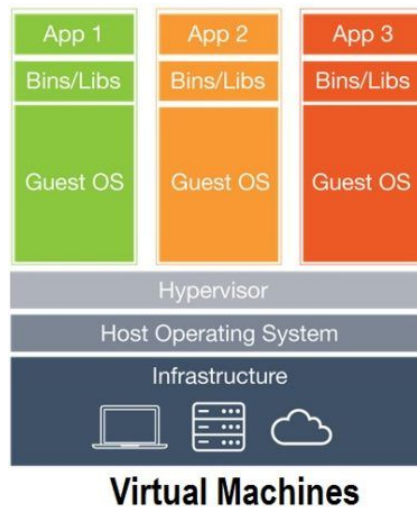 App 1
App 2
App 3
Bins/Libs
Bins/Libs
Bins/Libs
Guest OS
Guest OS
Guest OS
Hypervisor
Host Operating System
Infrastructure
Virtual Machines